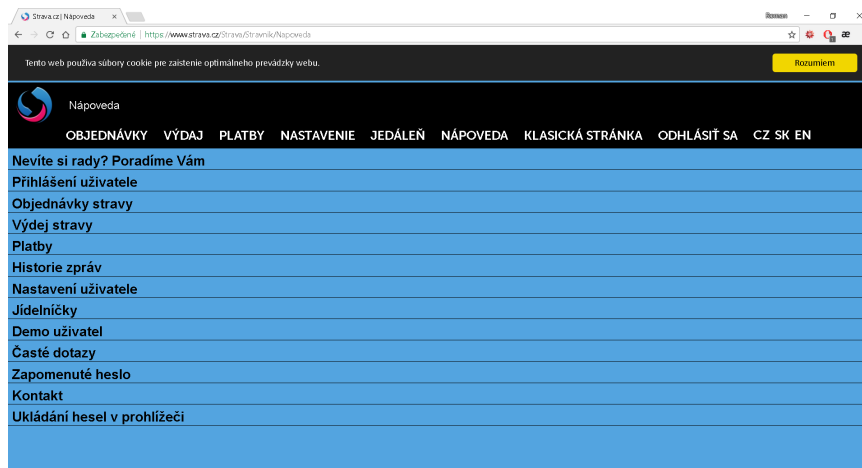 Strava.cz | Nápoveda
Roman
Zabezpečené | https://www.strava.cz/Strava/Stravnik/Napoveda
Tento web používa súbory cookie pre zaistenie optimálneho prevádzky webu.
Rozumiem
Nápoveda
OBJEDNÁVKY VÝDAJ PLATBY NASTAVENIE JEDÁLEŇ NÁPOVEDA KLASICKÁ STRÁNKA ODHLÁSIŤ SA CZ SK EN
Nevíte si rady? Poradíme Vám
Přihlášení uživatele
Objednávky stravy
Výdej stravy
Platby
Historie zpráv
Nastavení uživatele
Jídelníčky
Demo uživatel
Časté dotazy
Zapomenuté heslo
Kontakt
Ukládání hesel v prohlížeči